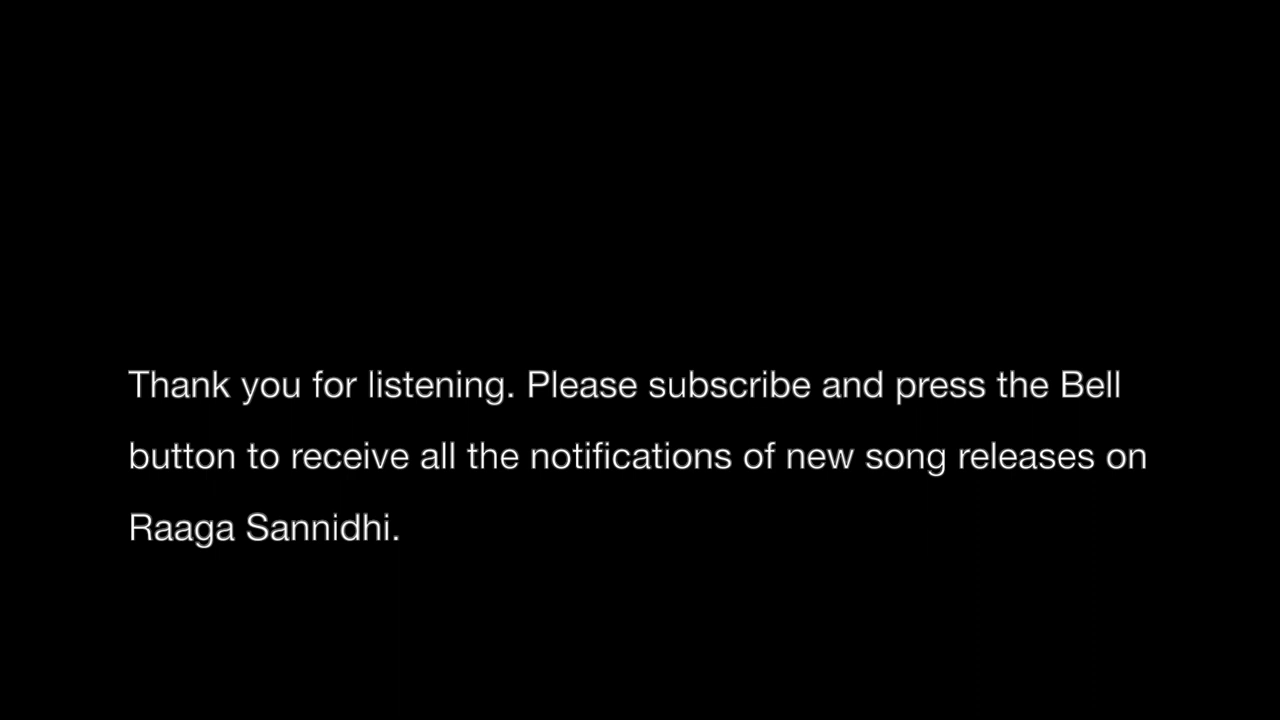 Thank you for listening. Please subscribe and press the Bell
button to receive all the notifications of new song releases on
Raaga Sannidhi.